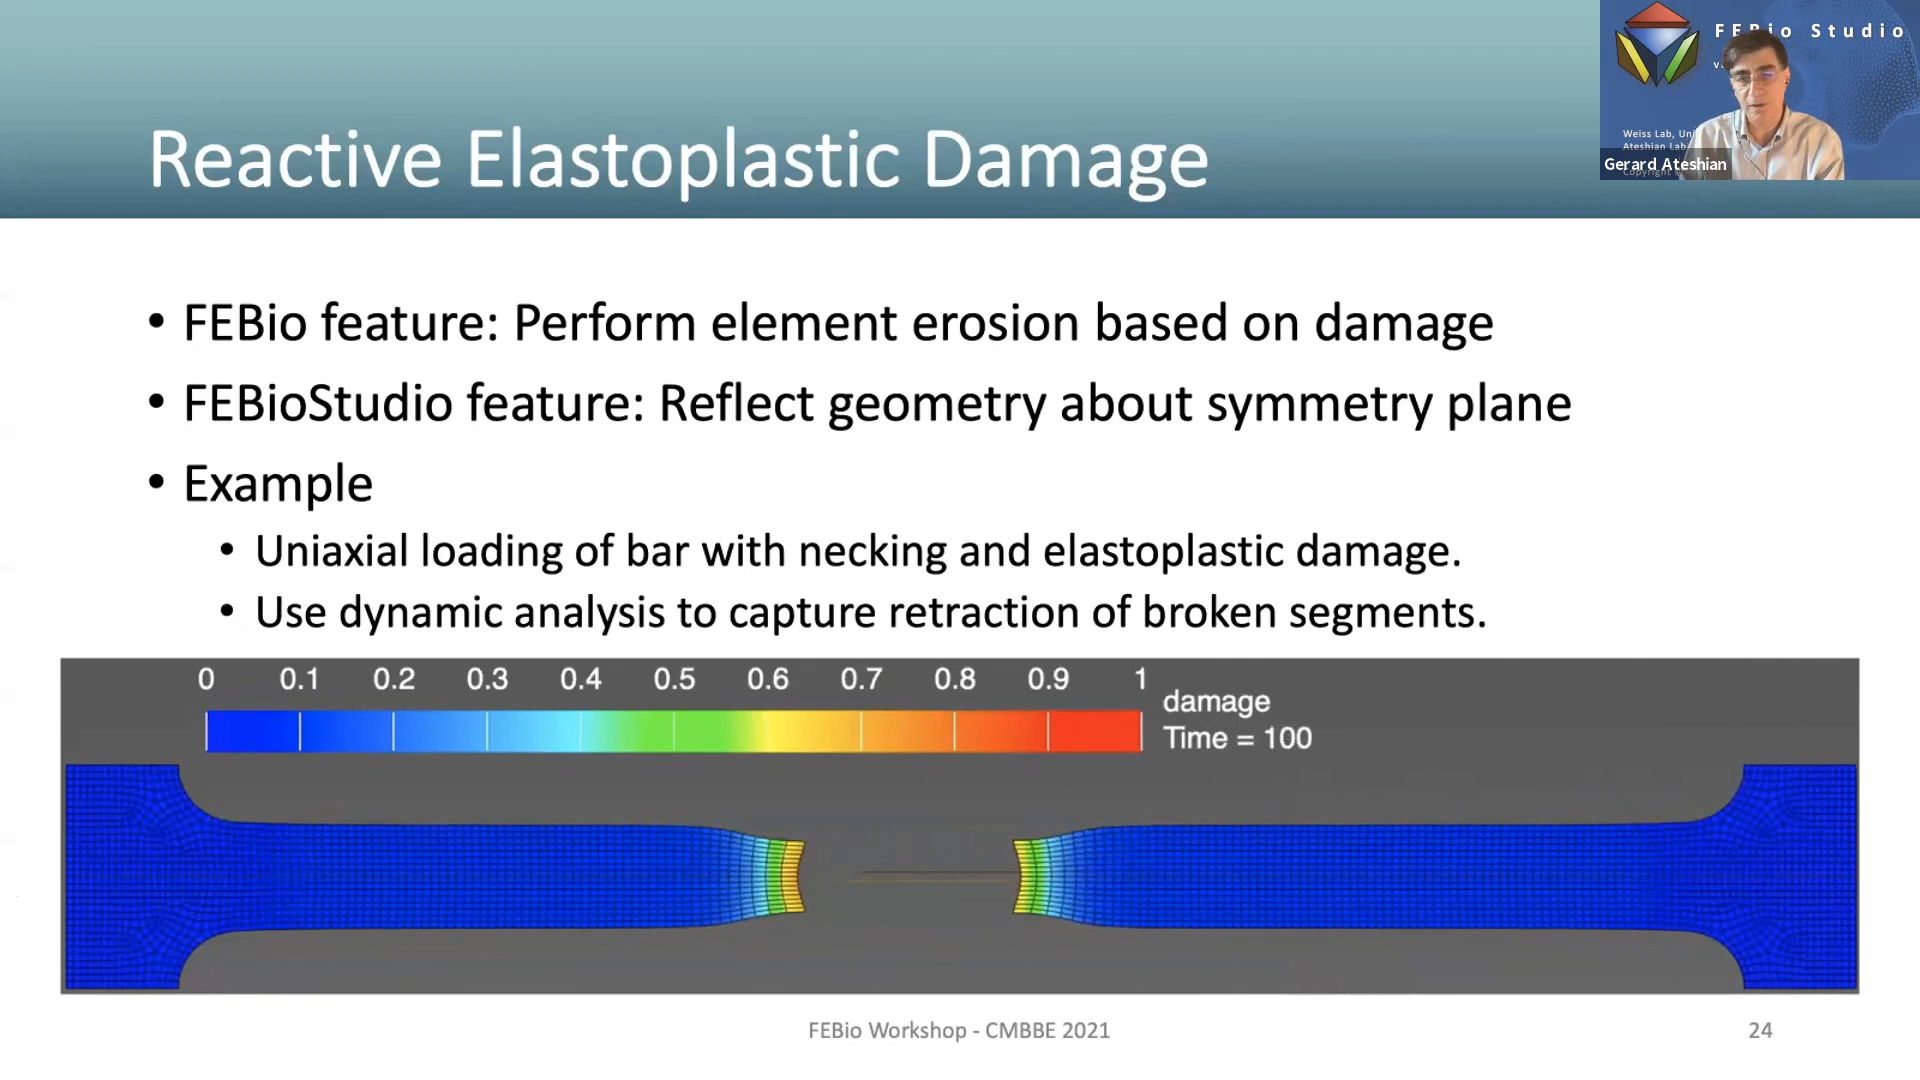 Reactive Elastoplastic Damage
FEBio Studio
Weiss Lab,
Ateshian Lab
Gerard Ateshian
Copyright
• FEBio feature: Perform element erosion based on damage
• FEBioStudio feature: Reflect geometry about symmetry plane
• Example
• Uniaxial loading of bar with necking and elastoplastic damage.
• Use dynamic analysis to capture retraction of broken segments.
0 0.1 0.2 0.3 0.4 0.5 0.6 0.7 0.8 0.9 1
damage
Time = 100
FEBio Workshop - CMBBE 2021
24